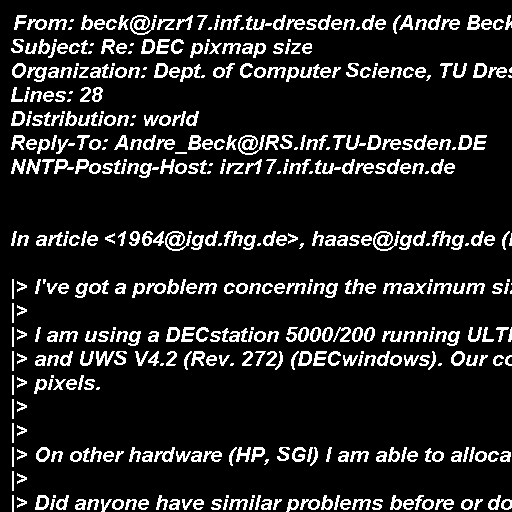 From: beck@irzr17.inf.tu-dresden.de (Andre Beck
Subject: Re: DEC pixmap size
Organization: Dept. of Computer Science, TU Dres
Lines: 28
Distribution: world
Reply-To: Andre_Beck@IRS.Inf.TU-Dresden.DE
NNTP-Posting-Host: irzr17.inf.tu-dresden.de
In article <1964@igd.fhg.de>, haase@igd.fhg.de (
|> I've got a problem concerning the maximum si
|>
|> I am using a DECstation 5000/200 running ULT
|> and UWS V4.2 (Rev. 272) (DECwindows). Our co
|> pixels.
|>
|>
|> On other hardware (HP, SGI) I am able to alloca
|>
|> Did anyone have similar problems before or do